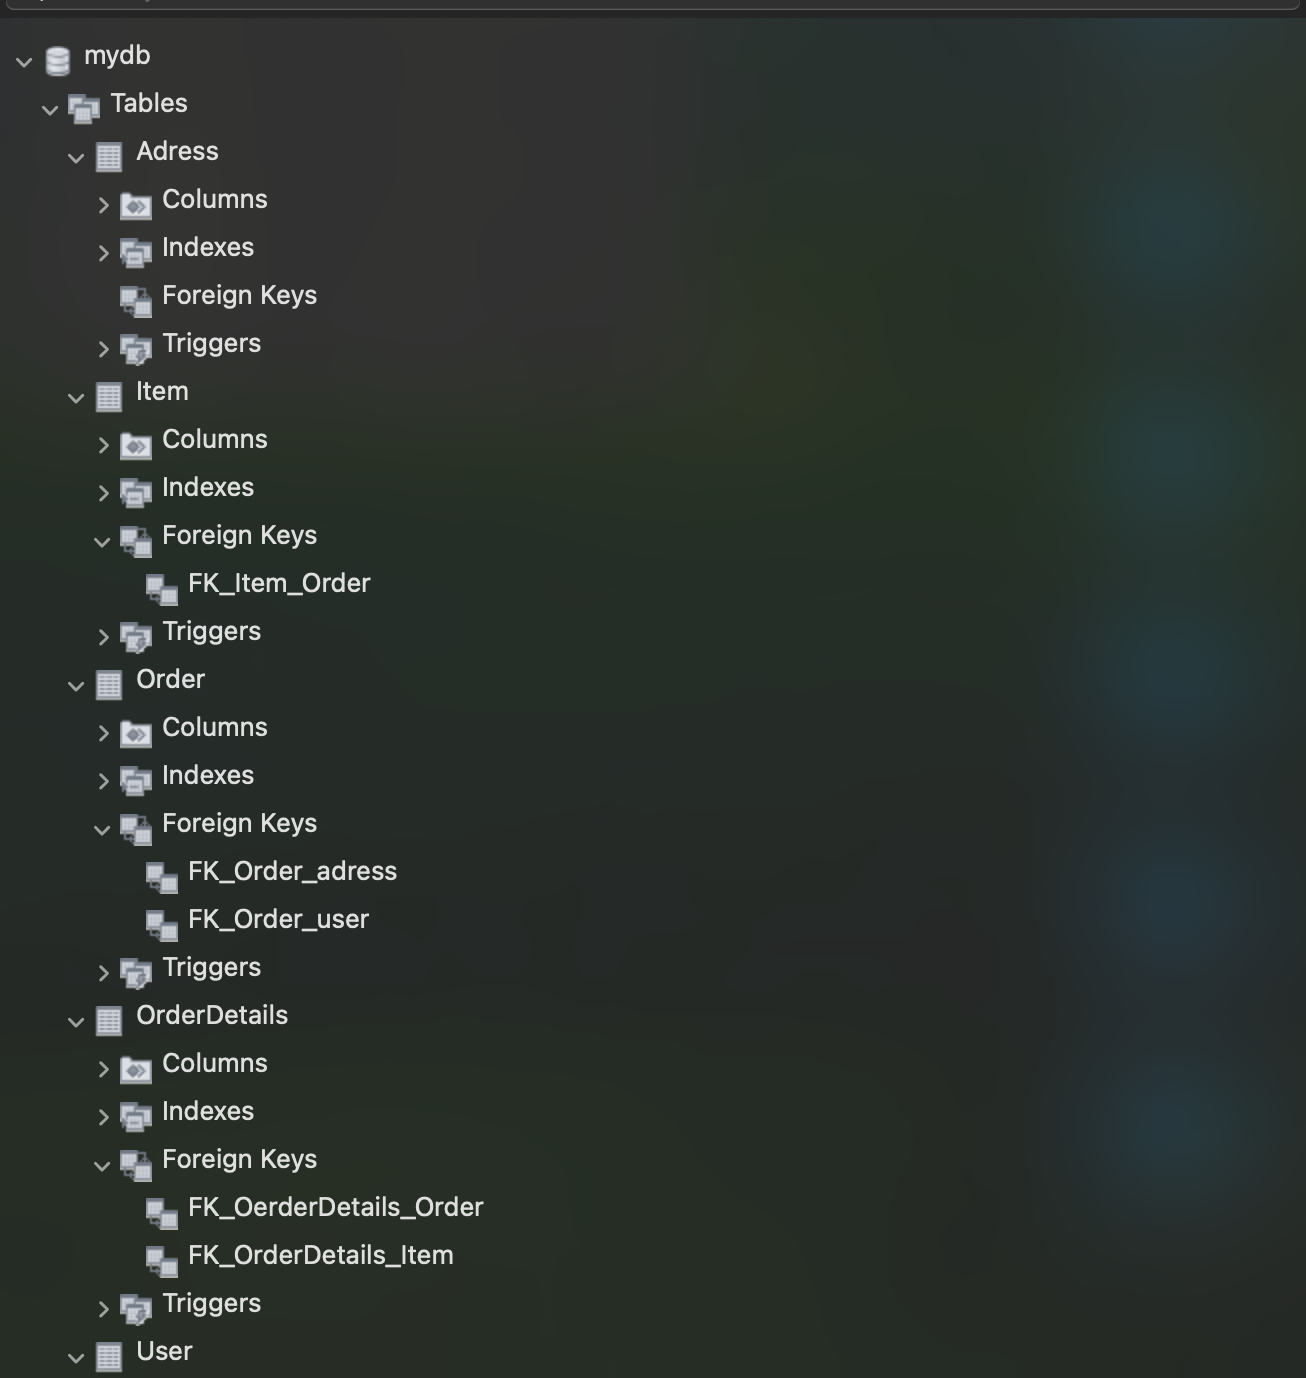 mydb
Tables
Adress
Columns
Indexes
Foreign Keys
Triggers
Item
Columns
Indexes
Foreign Keys
FK_Item_Order
Triggers
Order
Columns
Indexes
Foreign Keys
FK_Order_adress
FK_Order_user
Triggers
OrderDetails
Columns
Indexes
Foreign Keys
FK_OerderDetails_Order
FK_OrderDetails_Item
Triggers
User